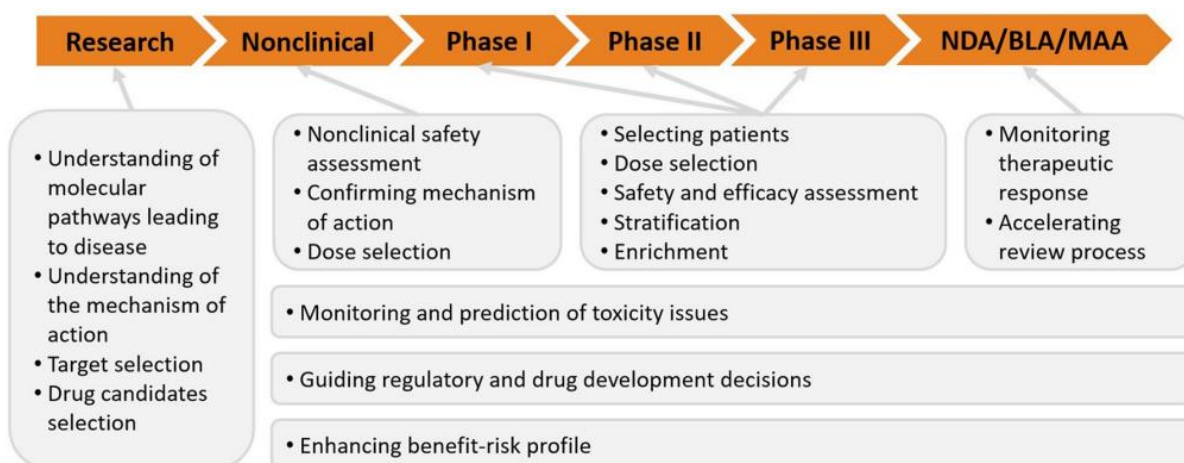 Research
Nonclinical
Phase I
Phase II
Phase III
NDA/BLA/MAA
• Understanding of
molecular
pathways leading
to disease
• Understanding of
the mechanism of
action
• Target selection
• Drug candidates
selection
• Nonclinical safety
assessment
• Confirming mechanism
of action
• Dose selection
• Selecting patients
• Dose selection
• Safety and efficacy assessment
• Stratification
• Enrichment
• Monitoring
therapeutic
response
• Accelerating
review process
• Monitoring and prediction of toxicity issues
• Guiding regulatory and drug development decisions
• Enhancing benefit-risk profile